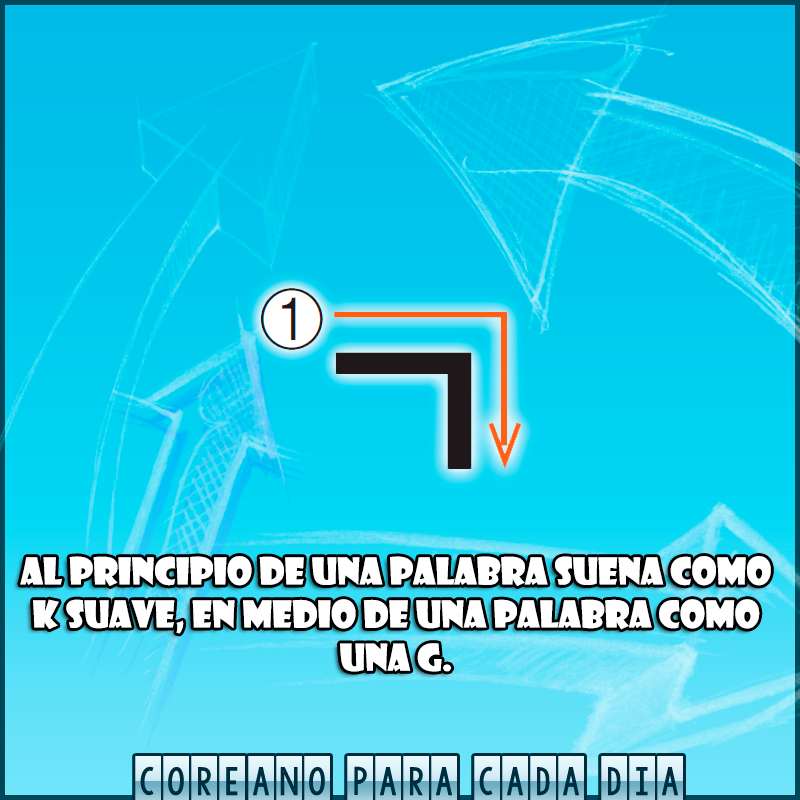 ①
ㄱ
AL PRINCIPIO DE UNA PALABRA SUENA COMO
K SUAVE, EN MEDIO DE UNA PALABRA COMO
UNA G.
COREANO PARA CADA DIA